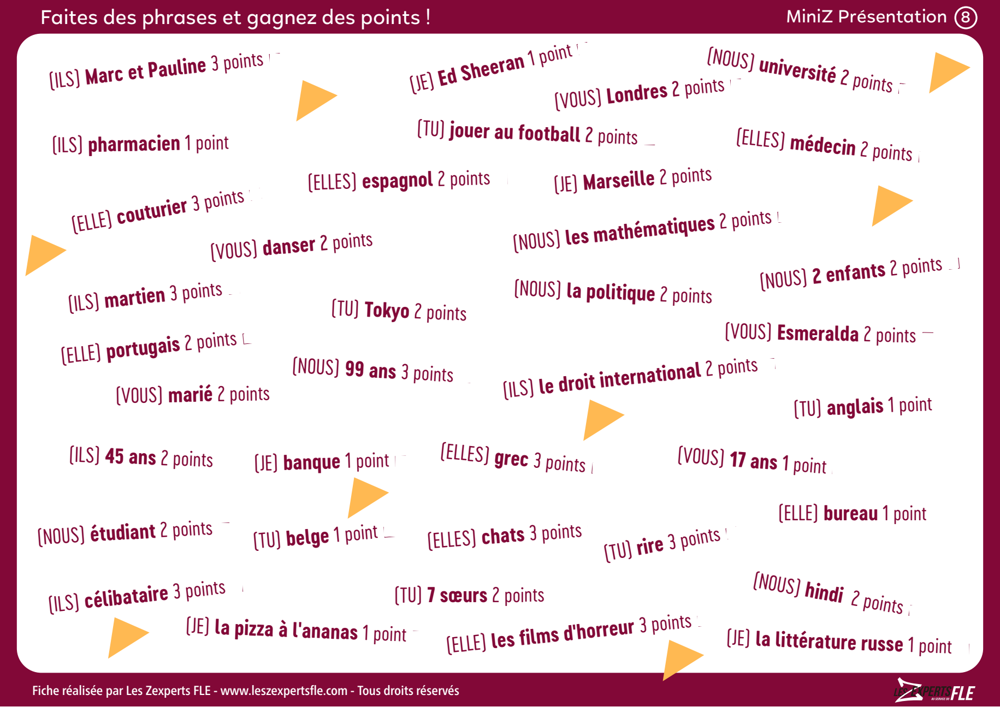 Faites des phrases et gagnez des points !
MiniZ Présentation 8
(ILS) Marc et Pauline 3 points
(JE) Ed Sheeran 1 point
(NOUS) université 2 points
(VOUS) Londres 2 points
(ILS) pharmacien 1 point
(TU) jouer au football 2 points
(ELLES) médecin 2 points
(ELLES) espagnol 2 points
(JE) Marseille 2 points
(ELLE) couturier 3 points
(VOUS) danser 2 points
(NOUS) les mathématiques 2 points
(NOUS) 2 enfants 2 points
(ILS) martien 3 points
(NOUS) la politique 2 points
(TU) Tokyo 2 points
(VOUS) Esmeralda 2 points
(ELLE) portugais 2 points
(NOUS) 99 ans 3 points
(ILS) le droit international 2 points
(VOUS) marié 2 points
(TU) anglais 1 point
(ILS) 45 ans 2 points
(JE) banque 1 point
(ELLES) grec 3 points
(VOUS) 17 ans 1 point
(ELLE) bureau 1 point
(NOUS) étudiant 2 points
(TU) belge 1 point
(ELLES) chats 3 points
(TU) rire 3 points
(ILS) célibataire 3 points
(TU) 7 sœurs 2 points
(NOUS) hindi 2 points
(JE) la pizza à l'ananas 1 point
(ELLE) les films d'horreur 3 points
(JE) la littérature russe 1 point
Fiche réalisée par Les Zexperts FLE - www.leszexpertsfle.com - Tous droits réservés
LES ZEXPERTS FLE
AU SERVICE DU